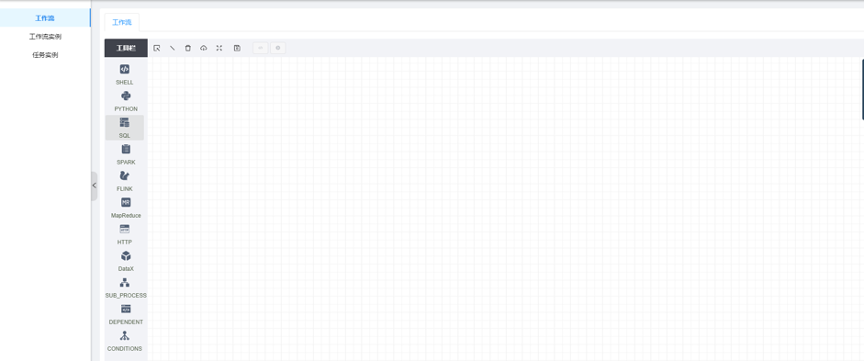 工作流
工作流实例
任务实例
工作流
工具栏
SHELL
PYTHON
SQL
SPARK
FLINK
MR
MapReduce
HTTP
DataX
SUB_PROCESS
DEPENDENT
CONDITIONS